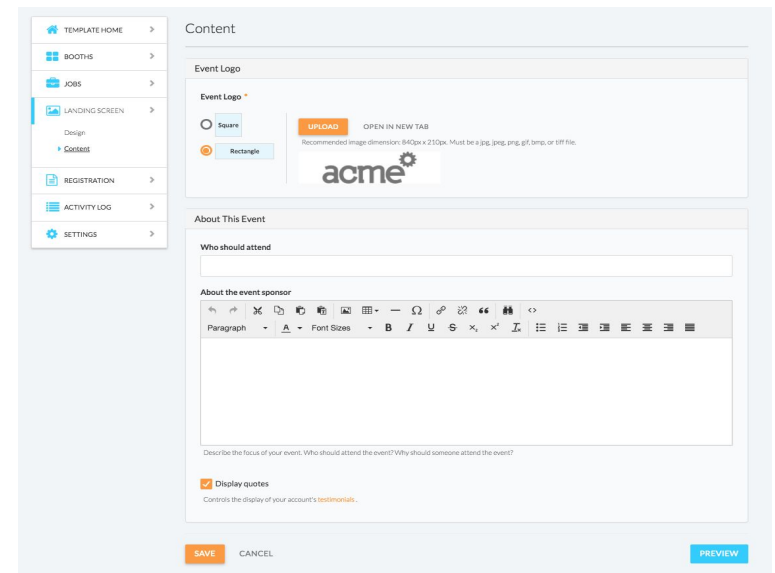 TEMPLATE HOME
BOOTHS
JOBS
LANDING SCREEN
Design
Content
REGISTRATION
ACTIVITY LOG
SETTINGS
Content
Event Logo
Event Logo *
Square
Rectangle
UPLOAD OPEN IN NEW TAB
Recommended image dimension: 840px x 210px. Must be a jpg, jpeg, png, gif, bmp, or tiff file.
acme
About This Event
Who should attend
About the event sponsor
Paragraph A Font Sizes B I U S X₂ X² Tx
Describe the focus of your event. Who should attend the event? Why should someone attend the event?
Display quotes
Controls the display of your account's testimonials .
SAVE CANCEL PREVIEW